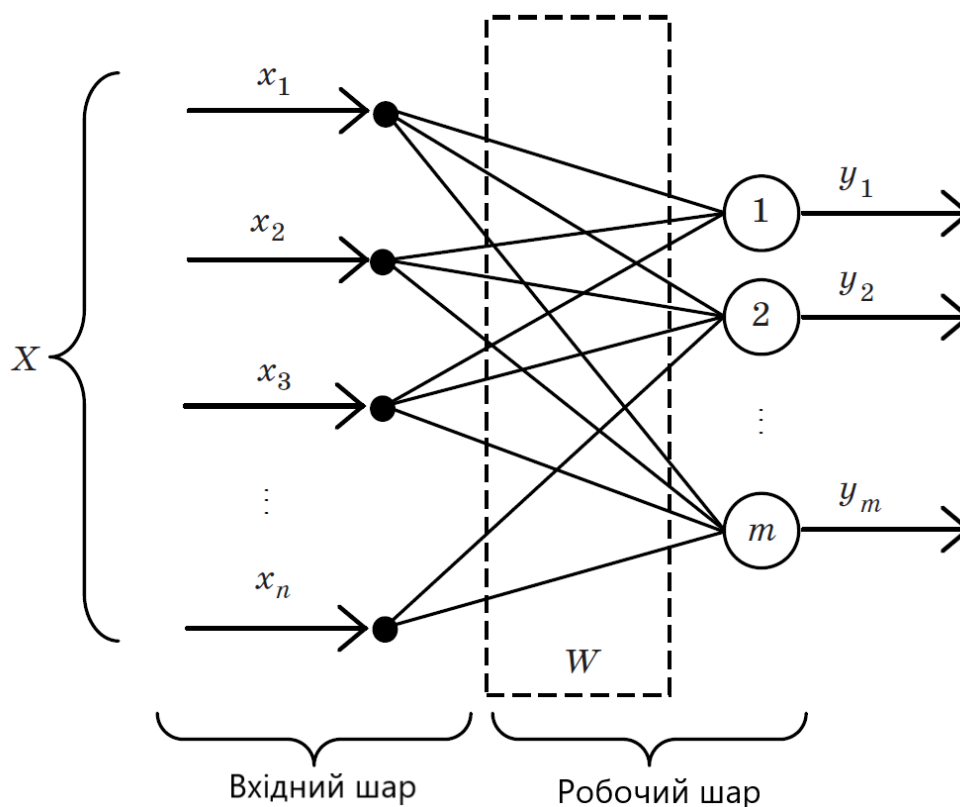 x₁
x₂
x₃
⋮
xₙ
X
W
1
2
⋮
m
y₁
y₂
yₘ
Вхідний шар
Робочий шар